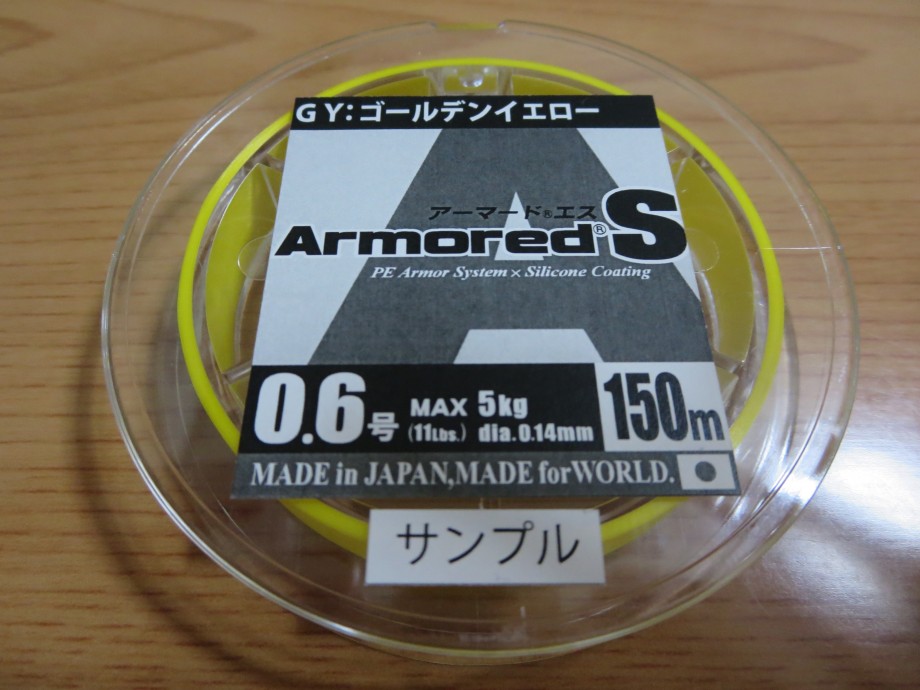 GY:ゴールデンイエロー
アーマード®エス
Armored®S
PE Armor System×Silicone Coating
0.6号 MAX 5kg 150m
(11Lbs.) dia.0.14mm
MADE in JAPAN,MADE forWORLD.
サンプル